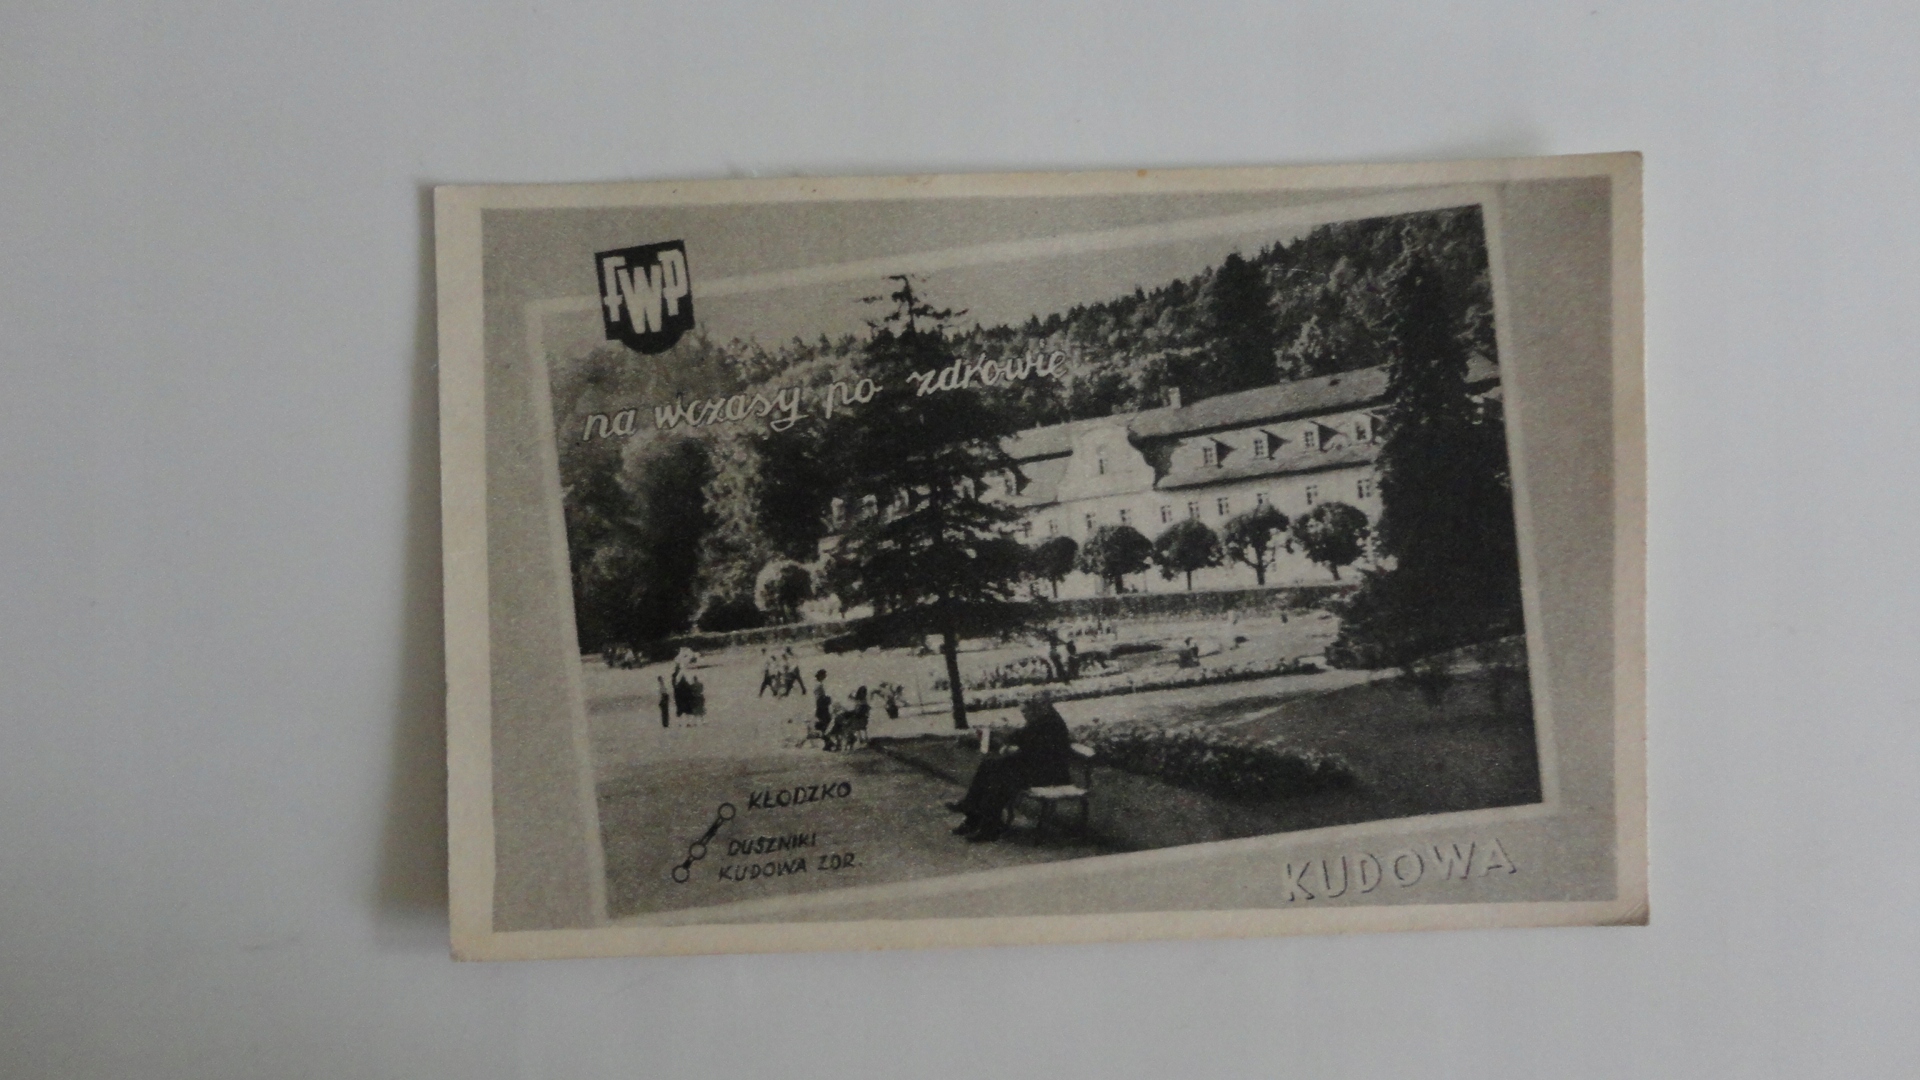 FWP
na wczasy po zdrowie
KŁODZKO
DUSZNIKI
KUDOWA ZDR.
KUDOWA